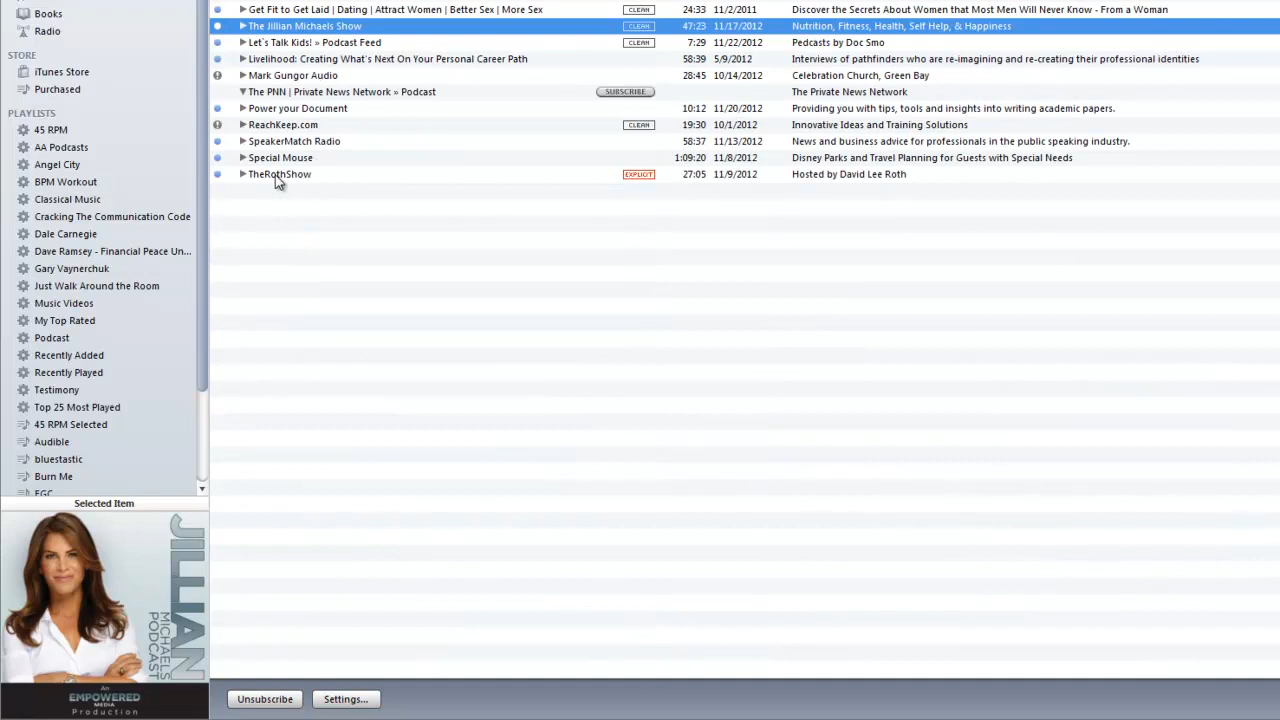 Books
Radio
STORE
iTunes Store
Purchased
PLAYLISTS
45 RPM
AA Podcasts
Angel City
BPM Workout
Classical Music
Cracking The Communication Code
Dale Carnegie
Dave Ramsey - Financial Peace Un...
Gary Vaynerchuk
Just Walk Around the Room
Music Videos
My Top Rated
Podcast
Recently Added
Recently Played
Testimony
Top 25 Most Played
45 RPM Selected
Audible
bluestastic
Burn Me
EGC
Selected Item
JILLIAN
MICHAELS
PODCAST
An
EMPOWERED
MEDIA
Production
Get Fit to Get Laid | Dating | Attract Women | Better Sex | More Sex CLEAN 24:33 11/2/2011 Discover the Secrets About Women that Most Men Will Never Know - From a Woman
The Jillian Michaels Show CLEAN 47:23 11/17/2012 Nutrition, Fitness, Health, Self Help, & Happiness
Let`s Talk Kids! » Podcast Feed CLEAN 7:29 11/22/2012 Pedcasts by Doc Smo
Livelihood: Creating What's Next On Your Personal Career Path 58:39 5/9/2012 Interviews of pathfinders who are re-imagining and re-creating their professional identities
Mark Gungor Audio 28:45 10/14/2012 Celebration Church, Green Bay
The PNN | Private News Network » Podcast SUBSCRIBE The Private News Network
Power your Document 10:12 11/20/2012 Providing you with tips, tools and insights into writing academic papers.
ReachKeep.com CLEAN 19:30 10/1/2012 Innovative Ideas and Training Solutions
SpeakerMatch Radio 58:37 11/13/2012 News and business advice for professionals in the public speaking industry.
Special Mouse 1:09:20 11/8/2012 Disney Parks and Travel Planning for Guests with Special Needs
TheRothShow EXPLICIT 27:05 11/9/2012 Hosted by David Lee Roth
Unsubscribe Settings...